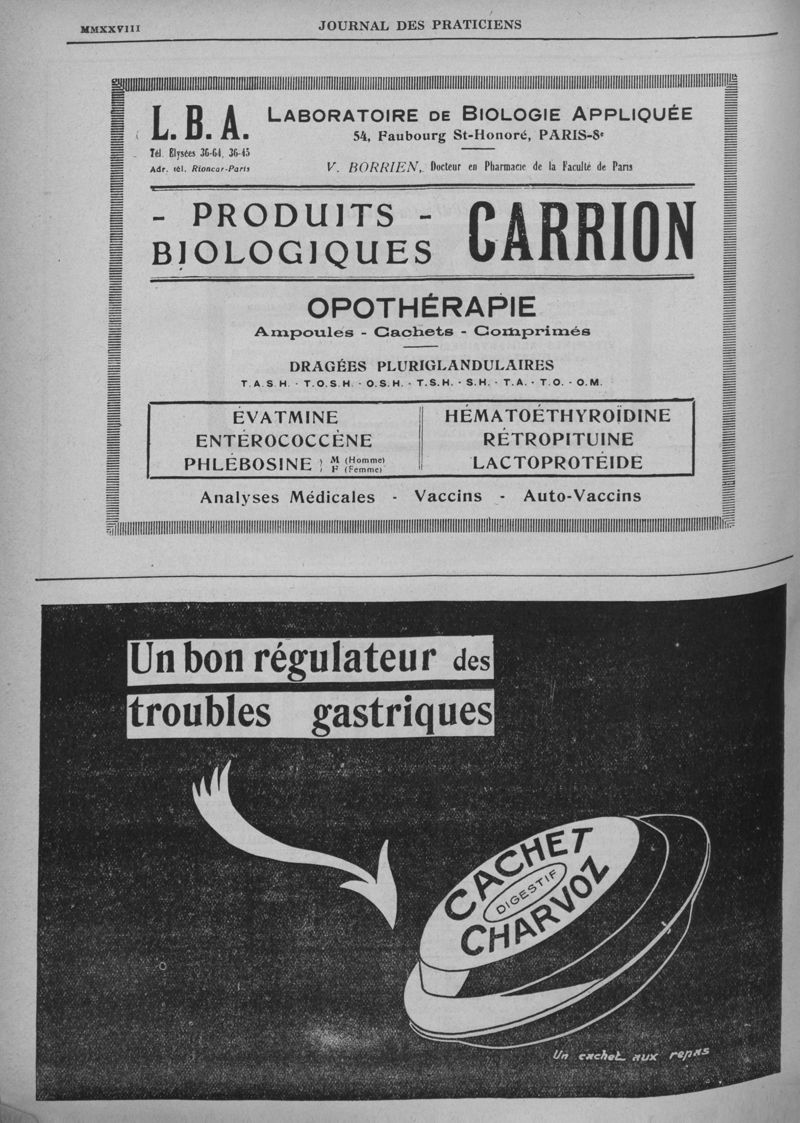 MMXXVIII
JOURNAL DES PRATICIENS
L. B. A.
Tél. Elysées 36-64, 36-45
Adr. tél. Rioncar-Paris
LABORATOIRE DE BIOLOGIE APPLIQUÉE
54, Faubourg St-Honoré, PARIS-8e
V. BORRIEN, Docteur en Pharmacie de la Faculté de Paris
- PRODUITS -
BIOLOGIQUES
CARRION
OPOTHÉRAPIE
Ampoules - Cachets - Comprimés
DRAGÉES PLURIGLANDULAIRES
T.A.S.H. - T.O.S.H. - O.S.H. - T.S.H. - S.H. - T.A. - T.O. - O.M.
ÉVATMINE
ENTÉROCOCCÈNE
PHLÉBOSINE } M (Homme)
F (Femme)
HÉMATOÉTHYROÏDINE
RÉTROPITUINE
LACTOPROTÉIDE
Analyses Médicales - Vaccins - Auto-Vaccins
Un bon régulateur des
troubles gastriques
CACHET
DIGESTIF
CHARVOZ
Un cachet aux repas